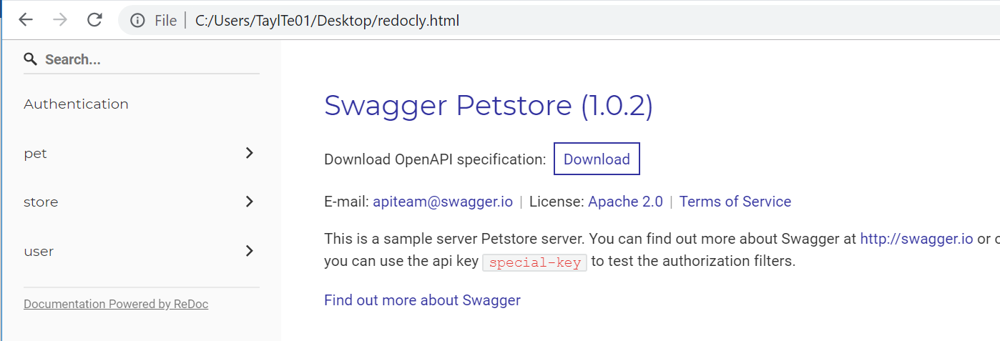 File | C:/Users/TaylTe01/Desktop/redocly.html
Search...
Authentication
pet
store
user
Documentation Powered by ReDoc
Swagger Petstore (1.0.2)
Download OpenAPI specification: Download
E-mail: apiteam@swagger.io | License: Apache 2.0 | Terms of Service
This is a sample server Petstore server. You can find out more about Swagger at http://swagger.io or
you can use the api key special-key to test the authorization filters.
Find out more about Swagger